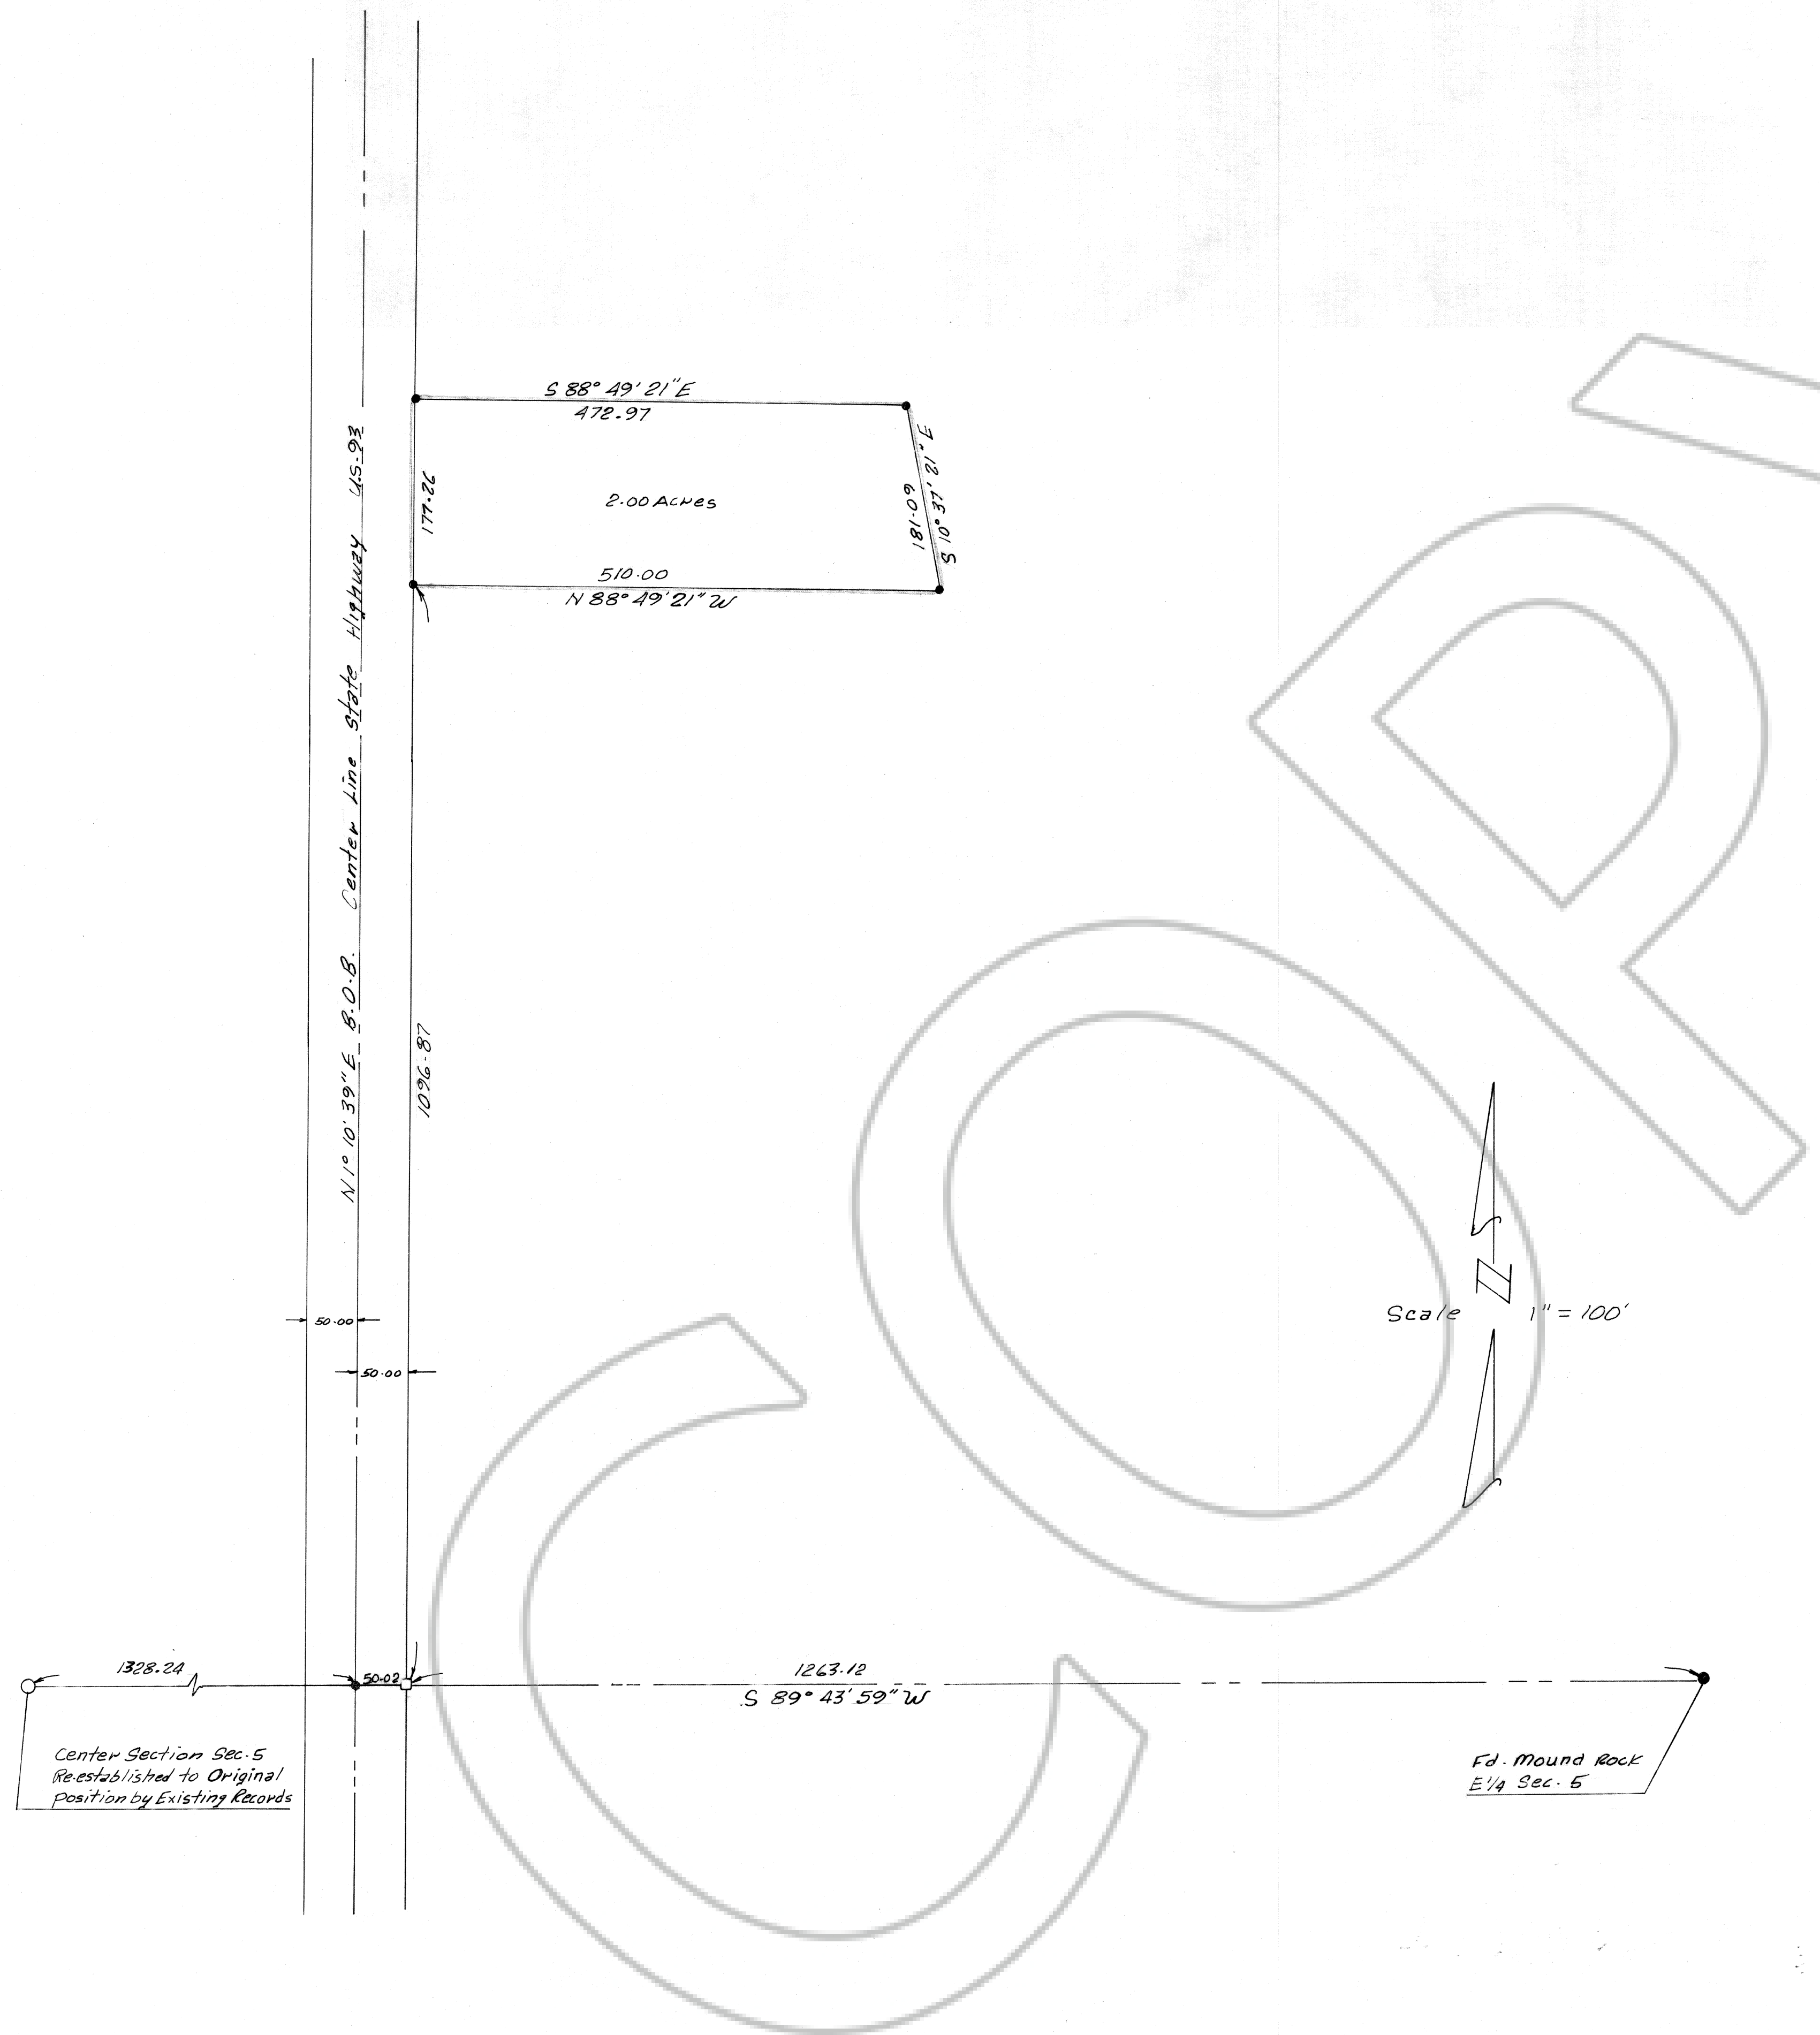 S 88° 49' 21" E
472.97
177.26
2.00 Acres
181.09
S 10° 37' 12" E
510.00
N 88° 49' 21" W
N 1° 10' 39" E B.O.B. Center Line State Highway U.S. 93
1096.87
50.00
50.00
Scale N 1" = 100'
1328.24
50.02
1263.12
S 89° 43' 59" W
Center Section Sec. 5
Re-established to Original
Position by Existing Records
Fd. Mound Rock
E 1/4 Sec. 5
COP